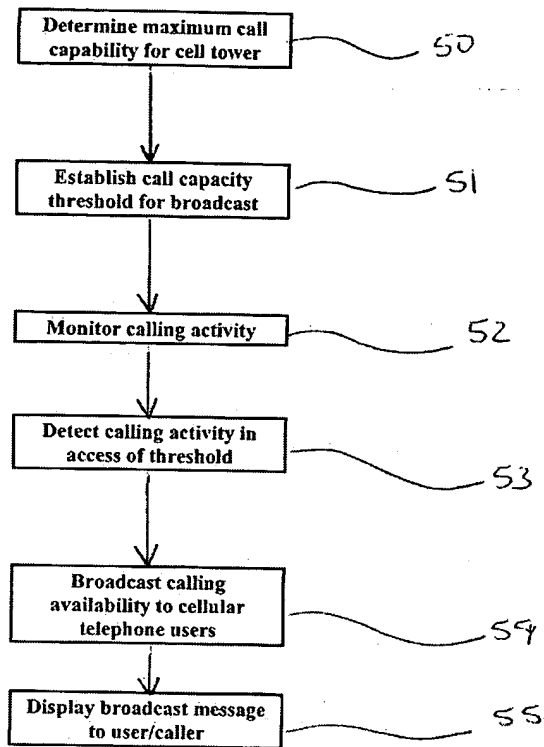 Determine maximum call
capability for cell tower
50
Establish call capacity
threshold for broadcast
51
Monitor calling activity
52
Detect calling activity in
access of threshold
53
Broadcast calling
availability to cellular
telephone users
54
Display broadcast message
to user/caller
55